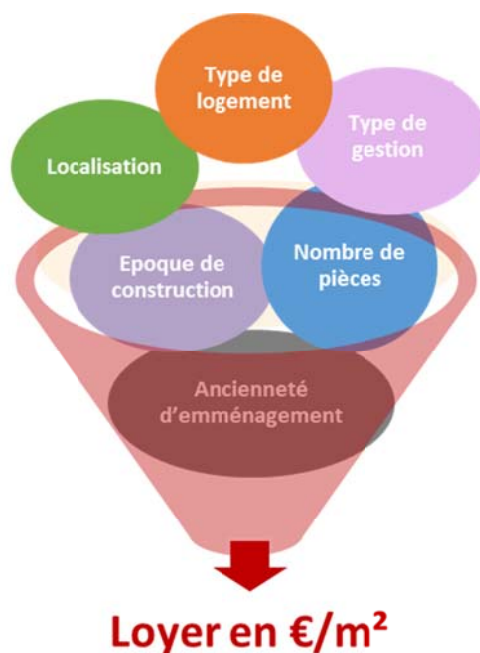 Type de
logement
Type de
gestion
Localisation
Epoque de
construction
Nombre de
pièces
Ancienneté
d'emménagement
Loyer en €/m²